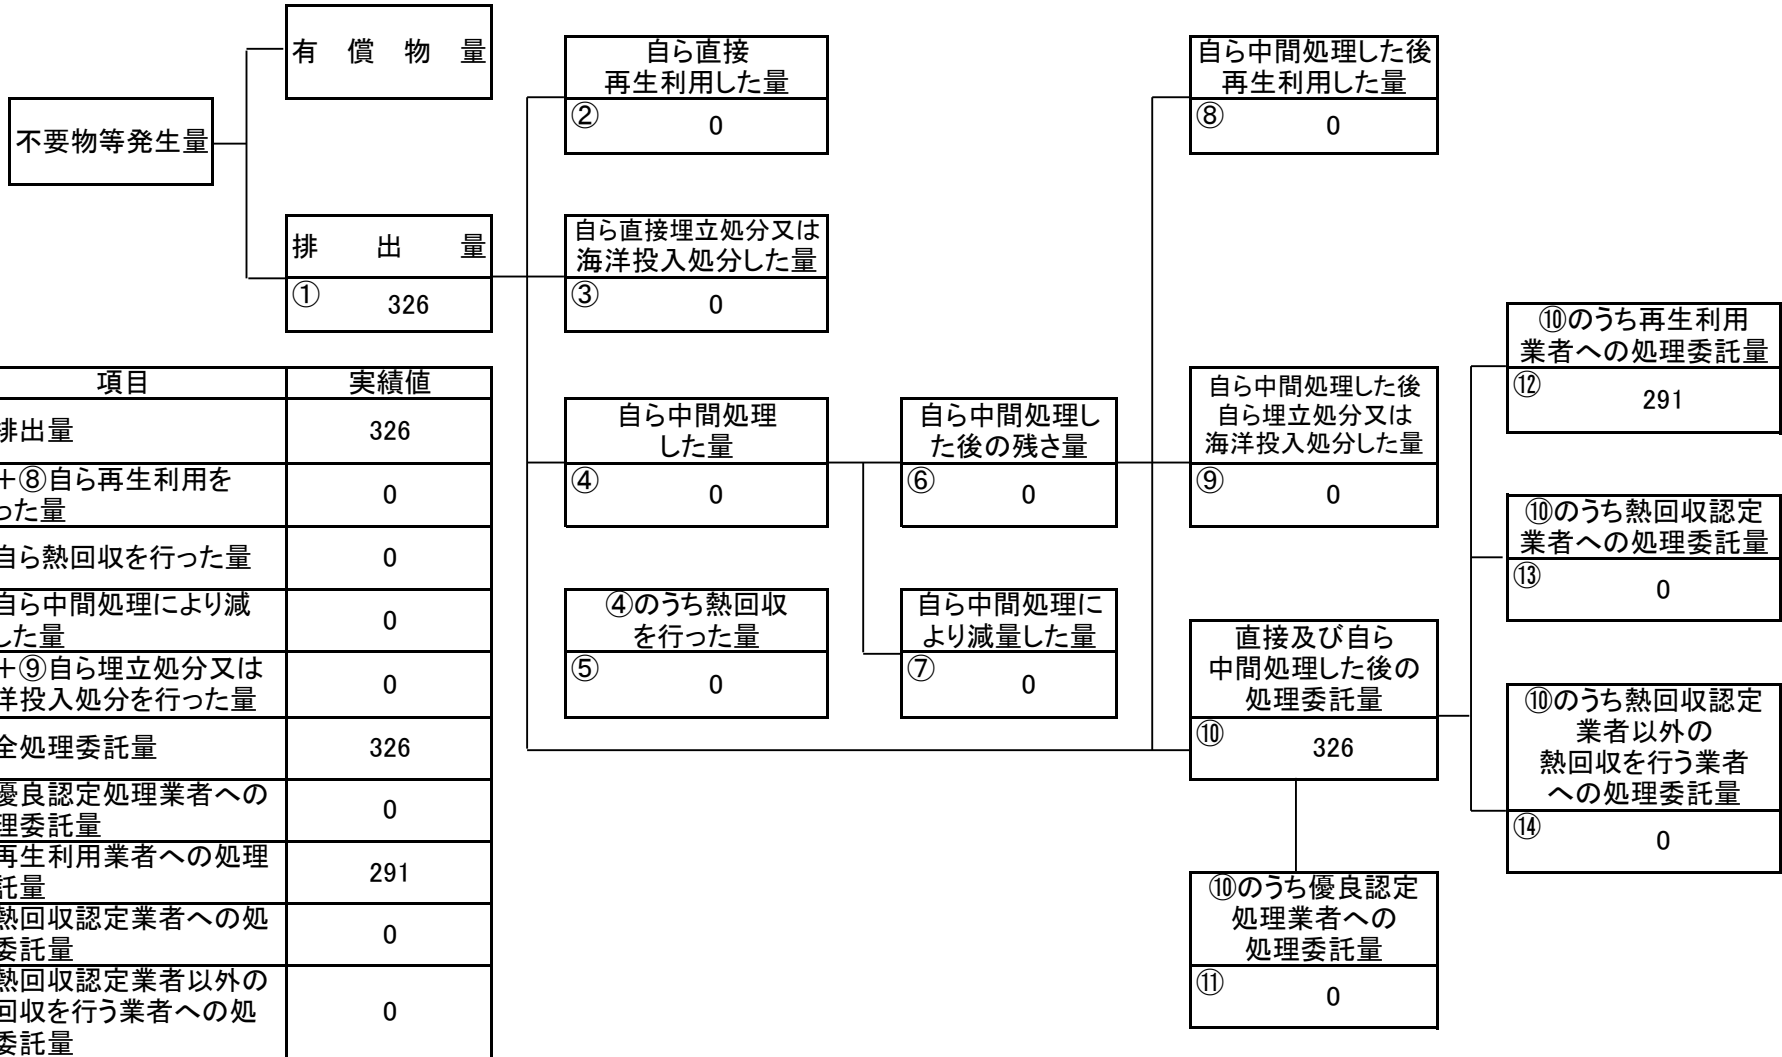 有償物量
不要物等発生量
排出量
① 326
自ら直接
再生利用した量
② 0
自ら直接埋立処分又は
海洋投入処分した量
③ 0
自ら中間処理
した量
④ 0
④のうち熱回収
を行った量
⑤ 0
自ら中間処理し
た後の残さ量
⑥ 0
自ら中間処理に
より減量した量
⑦ 0
自ら中間処理した後
再生利用した量
⑧ 0
自ら中間処理した後
自ら埋立処分又は
海洋投入処分した量
⑨ 0
直接及び自ら
中間処理した後の
処理委託量
⑩ 326
⑩のうち優良認定
処理業者への
処理委託量
⑪ 0
⑩のうち再生利用
業者への処理委託量
⑫ 291
⑩のうち熱回収認定
業者への処理委託量
⑬ 0
⑩のうち熱回収認定
業者以外の
熱回収を行う業者
への処理委託量
⑭ 0
項目 実績値
排出量 326
+⑧自ら再生利用を
った量 0
自ら熱回収を行った量 0
自ら中間処理により減
した量 0
+⑨自ら埋立処分又は
洋投入処分を行った量 0
全処理委託量 326
優良認定処理業者への
理委託量 0
再生利用業者への処理
託量 291
熱回収認定業者への処
委託量 0
熱回収認定業者以外の
回収を行う業者への処
委託量 0